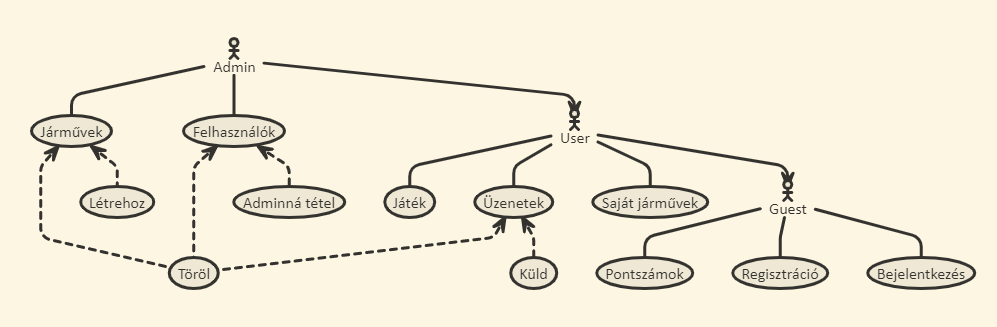 Admin
Járművek
Felhasználók
User
Létrehoz
Adminná tétel
Játék
Üzenetek
Saját járművek
Guest
Töröl
Küld
Pontszámok
Regisztráció
Bejelentkezés